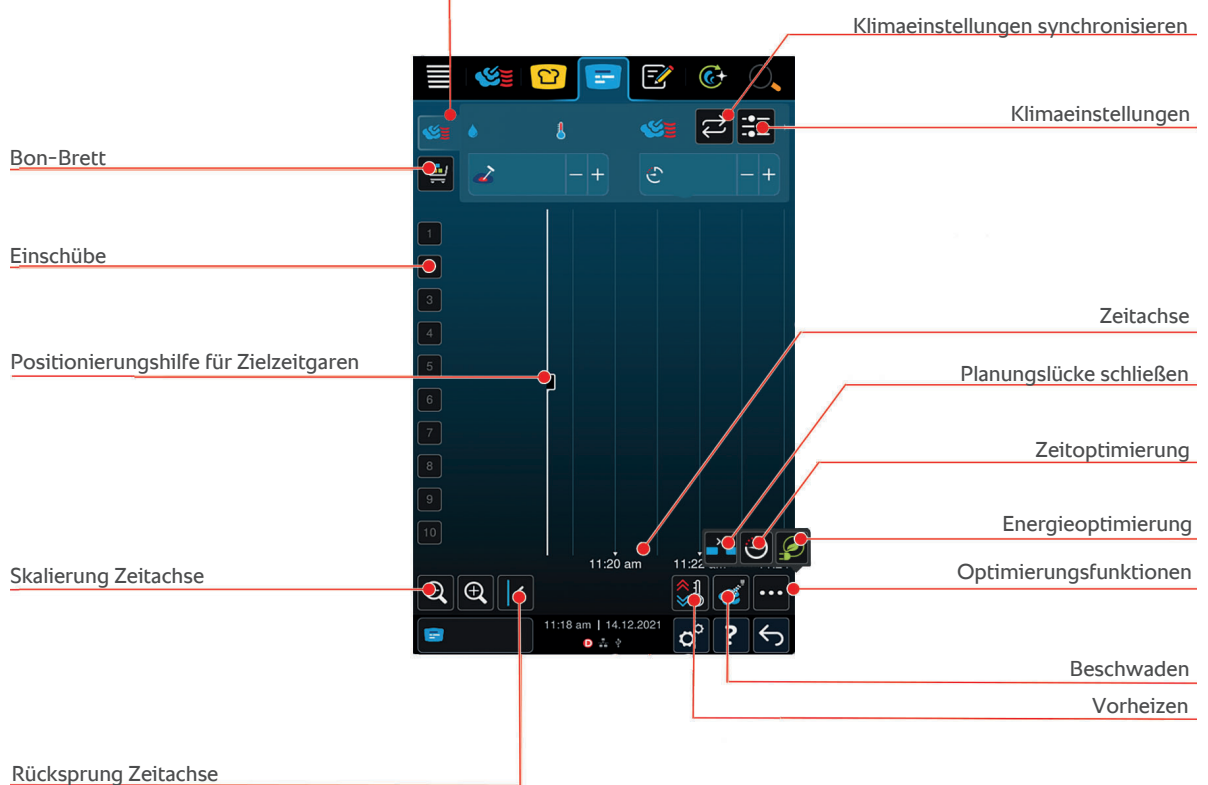 Klimaeinstellungen synchronisieren
Klimaeinstellungen
Bon-Brett
Einschübe
Positionierungshilfe für Zielzeitgaren
Zeitachse
Planungslücke schließen
Zeitoptimierung
Energieoptimierung
Optimierungsfunktionen
Skalierung Zeitachse
Beschwaden
Vorheizen
Rücksprung Zeitachse
1
3
4
5
6
7
8
9
10
11:20 am
11:22
11:18 am | 14.12.2021
D
?